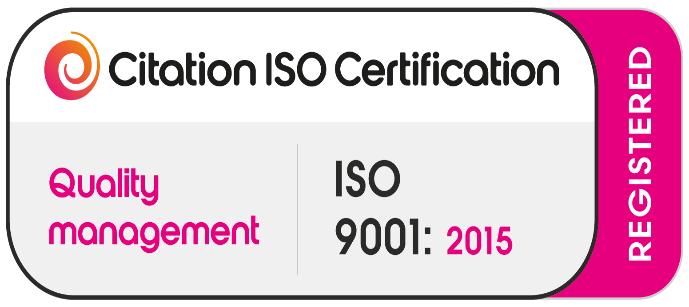 Citation ISO Certification
Quality
management
ISO
9001: 2015
REGISTERED